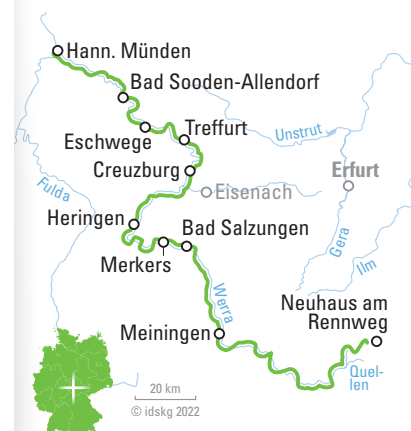 Hann. Münden
Bad Sooden-Allendorf
Eschwege
Treffurt
Unstrut
Creuzburg
Erfurt
Fulda
Eisenach
Heringen
Bad Salzungen
Gera
Ilm
Merkers
Werra
Neuhaus am
Rennweg
Meiningen
Quel-
len
20 km
© idskg 2022